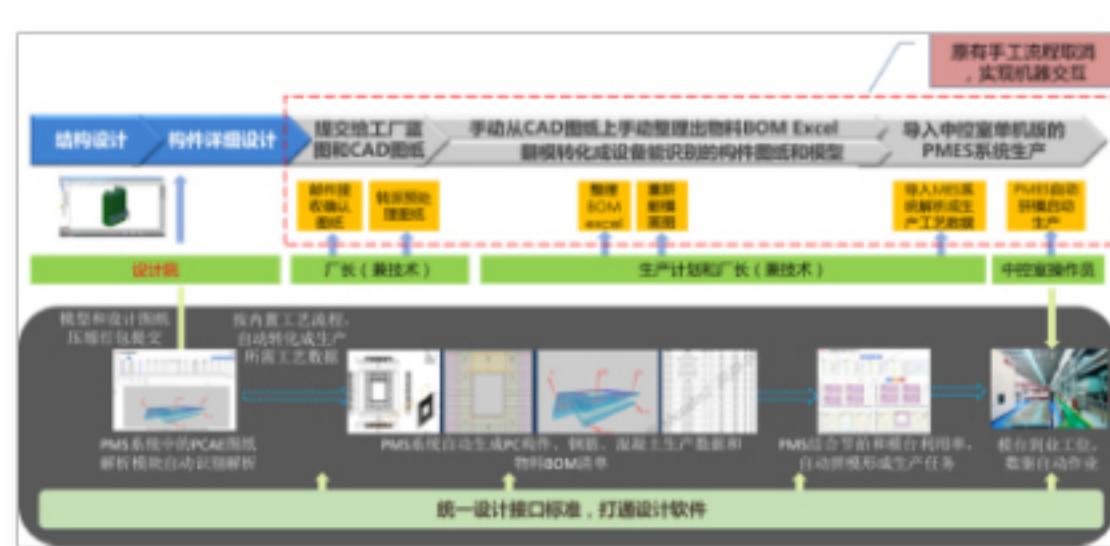 原有手工流程取消
，实现机器交互
结构设计
构件详细设计
提交给工厂蓝
图和CAD图纸
手动从CAD图纸上手动整理出物料BOM Excel
翻模转化成设备能识别的构件图纸和模型
导入中控室单机版的
PMES系统生产
邮件接
收确认
图纸
转派预处
理图纸
整理
BOM
excel
重新
翻模
画图
导入MES系
统解析成生
产工艺数据
PMES自动
拼模自动
生产
设计院
厂长（兼技术）
生产计划和厂长（兼技术）
中控室操作员
模型和设计图纸
压缩打包提交
按内置工艺流程，
自动转化成生产
所需工艺数据
PMS系统中的PCAE图纸
解析模块自动识别解析
PMS系统自动生成PC构件、钢筋、混凝土生产数据和
物料BOM清单
PMS结合节拍和模台利用率，
自动拼模形成生产任务
模台到业工位，
数驱自动作业
统一设计接口标准，打通设计软件